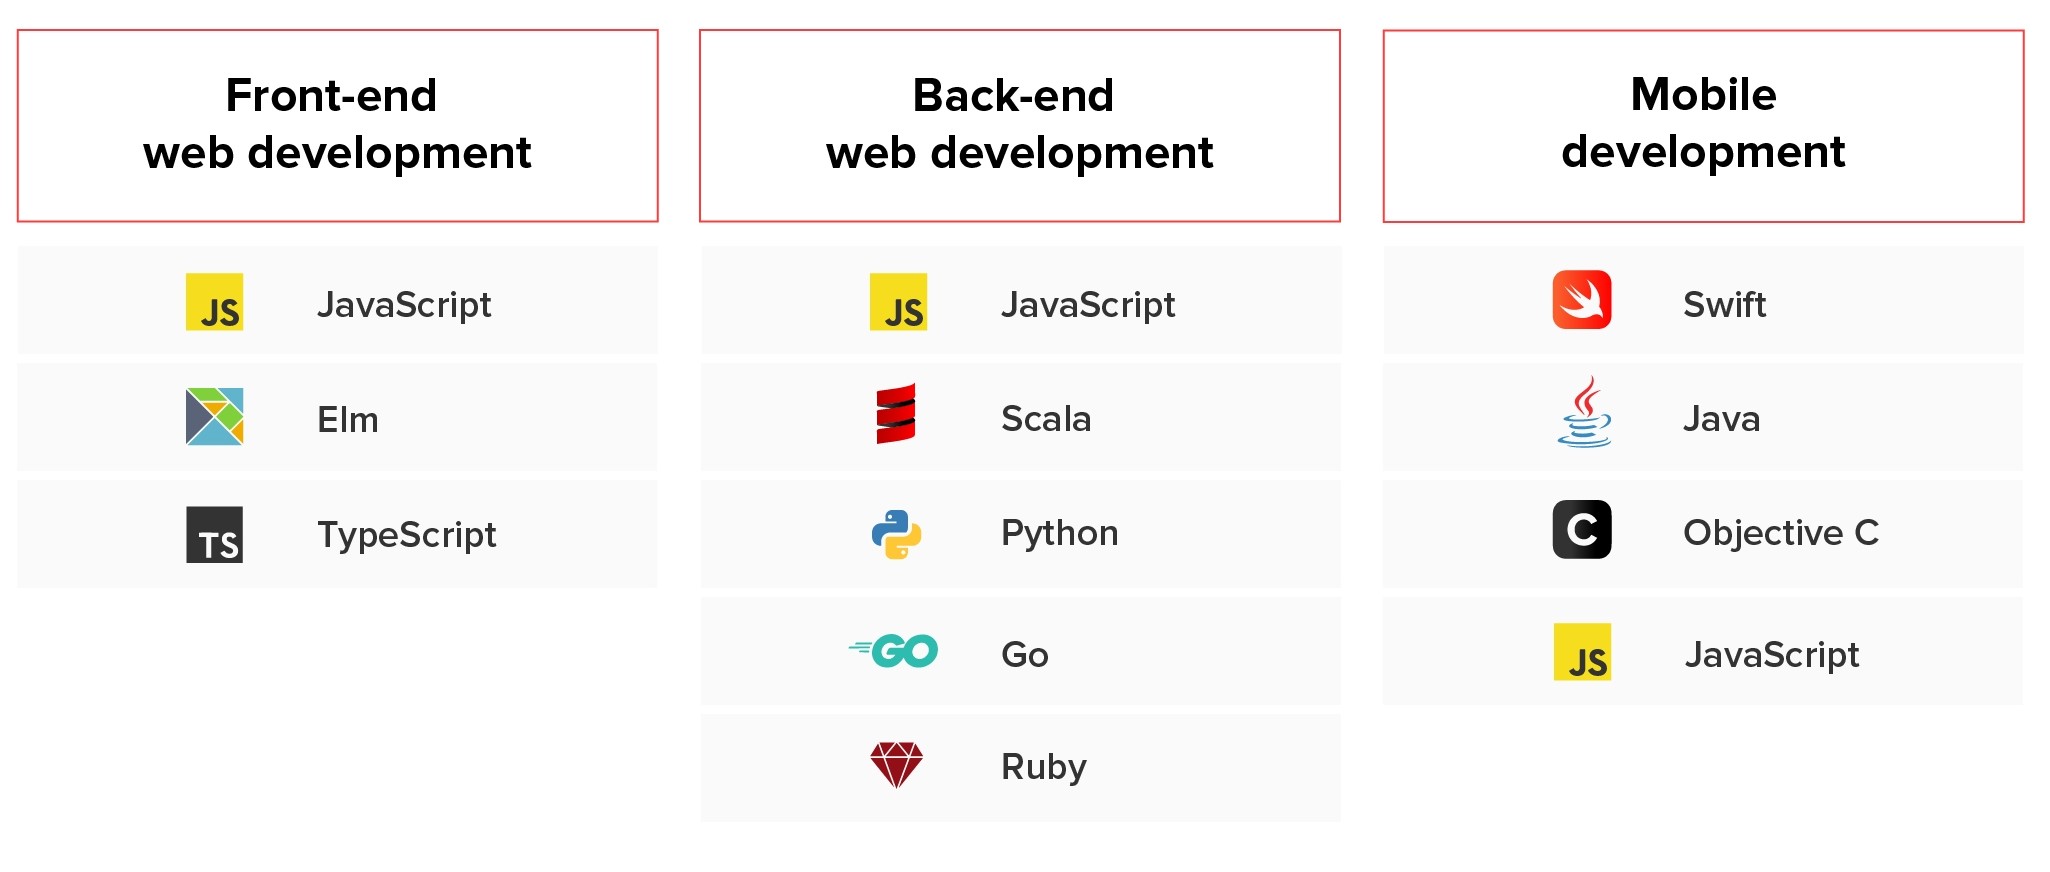 Front-end
web development
JS JavaScript
Elm
TS TypeScript
Back-end
web development
JS JavaScript
Scala
Python
GO Go
Ruby
Mobile
development
Swift
Java
C Objective C
JS JavaScript